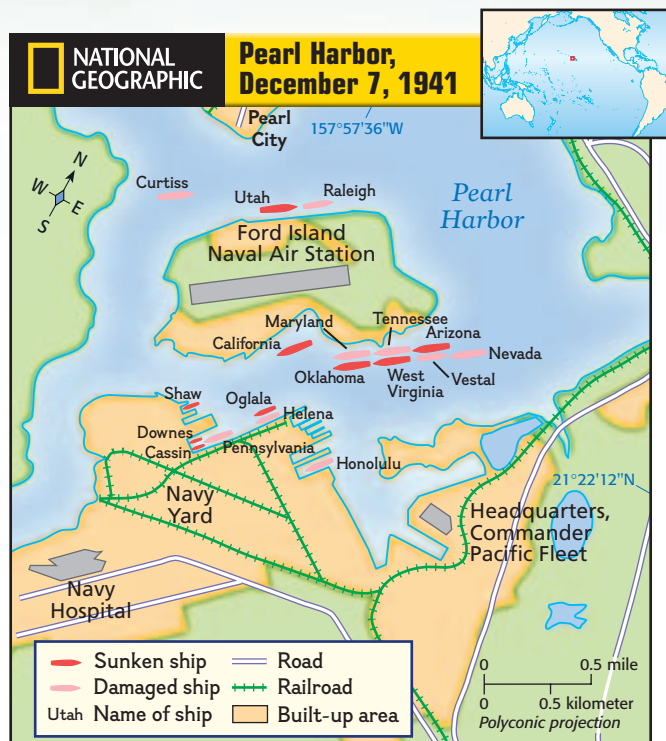 NATIONAL
GEOGRAPHIC
Pearl Harbor,
December 7, 1941
Pearl
City
157°57'36"W
N
W
E
S
Curtiss
Utah
Raleigh
Pearl
Harbor
Ford Island
Naval Air Station
Maryland
Tennessee
Arizona
California
Nevada
Oklahoma
West
Virginia
Vestal
Shaw
Oglala
Helena
Downes
Cassin
Pennsylvania
Honolulu
21°22'12"N
Navy
Yard
Headquarters,
Commander
Pacific Fleet
Navy
Hospital
Sunken ship
Damaged ship
Utah Name of ship
Road
Railroad
Built-up area
0 0.5 mile
0 0.5 kilometer
Polyconic projection